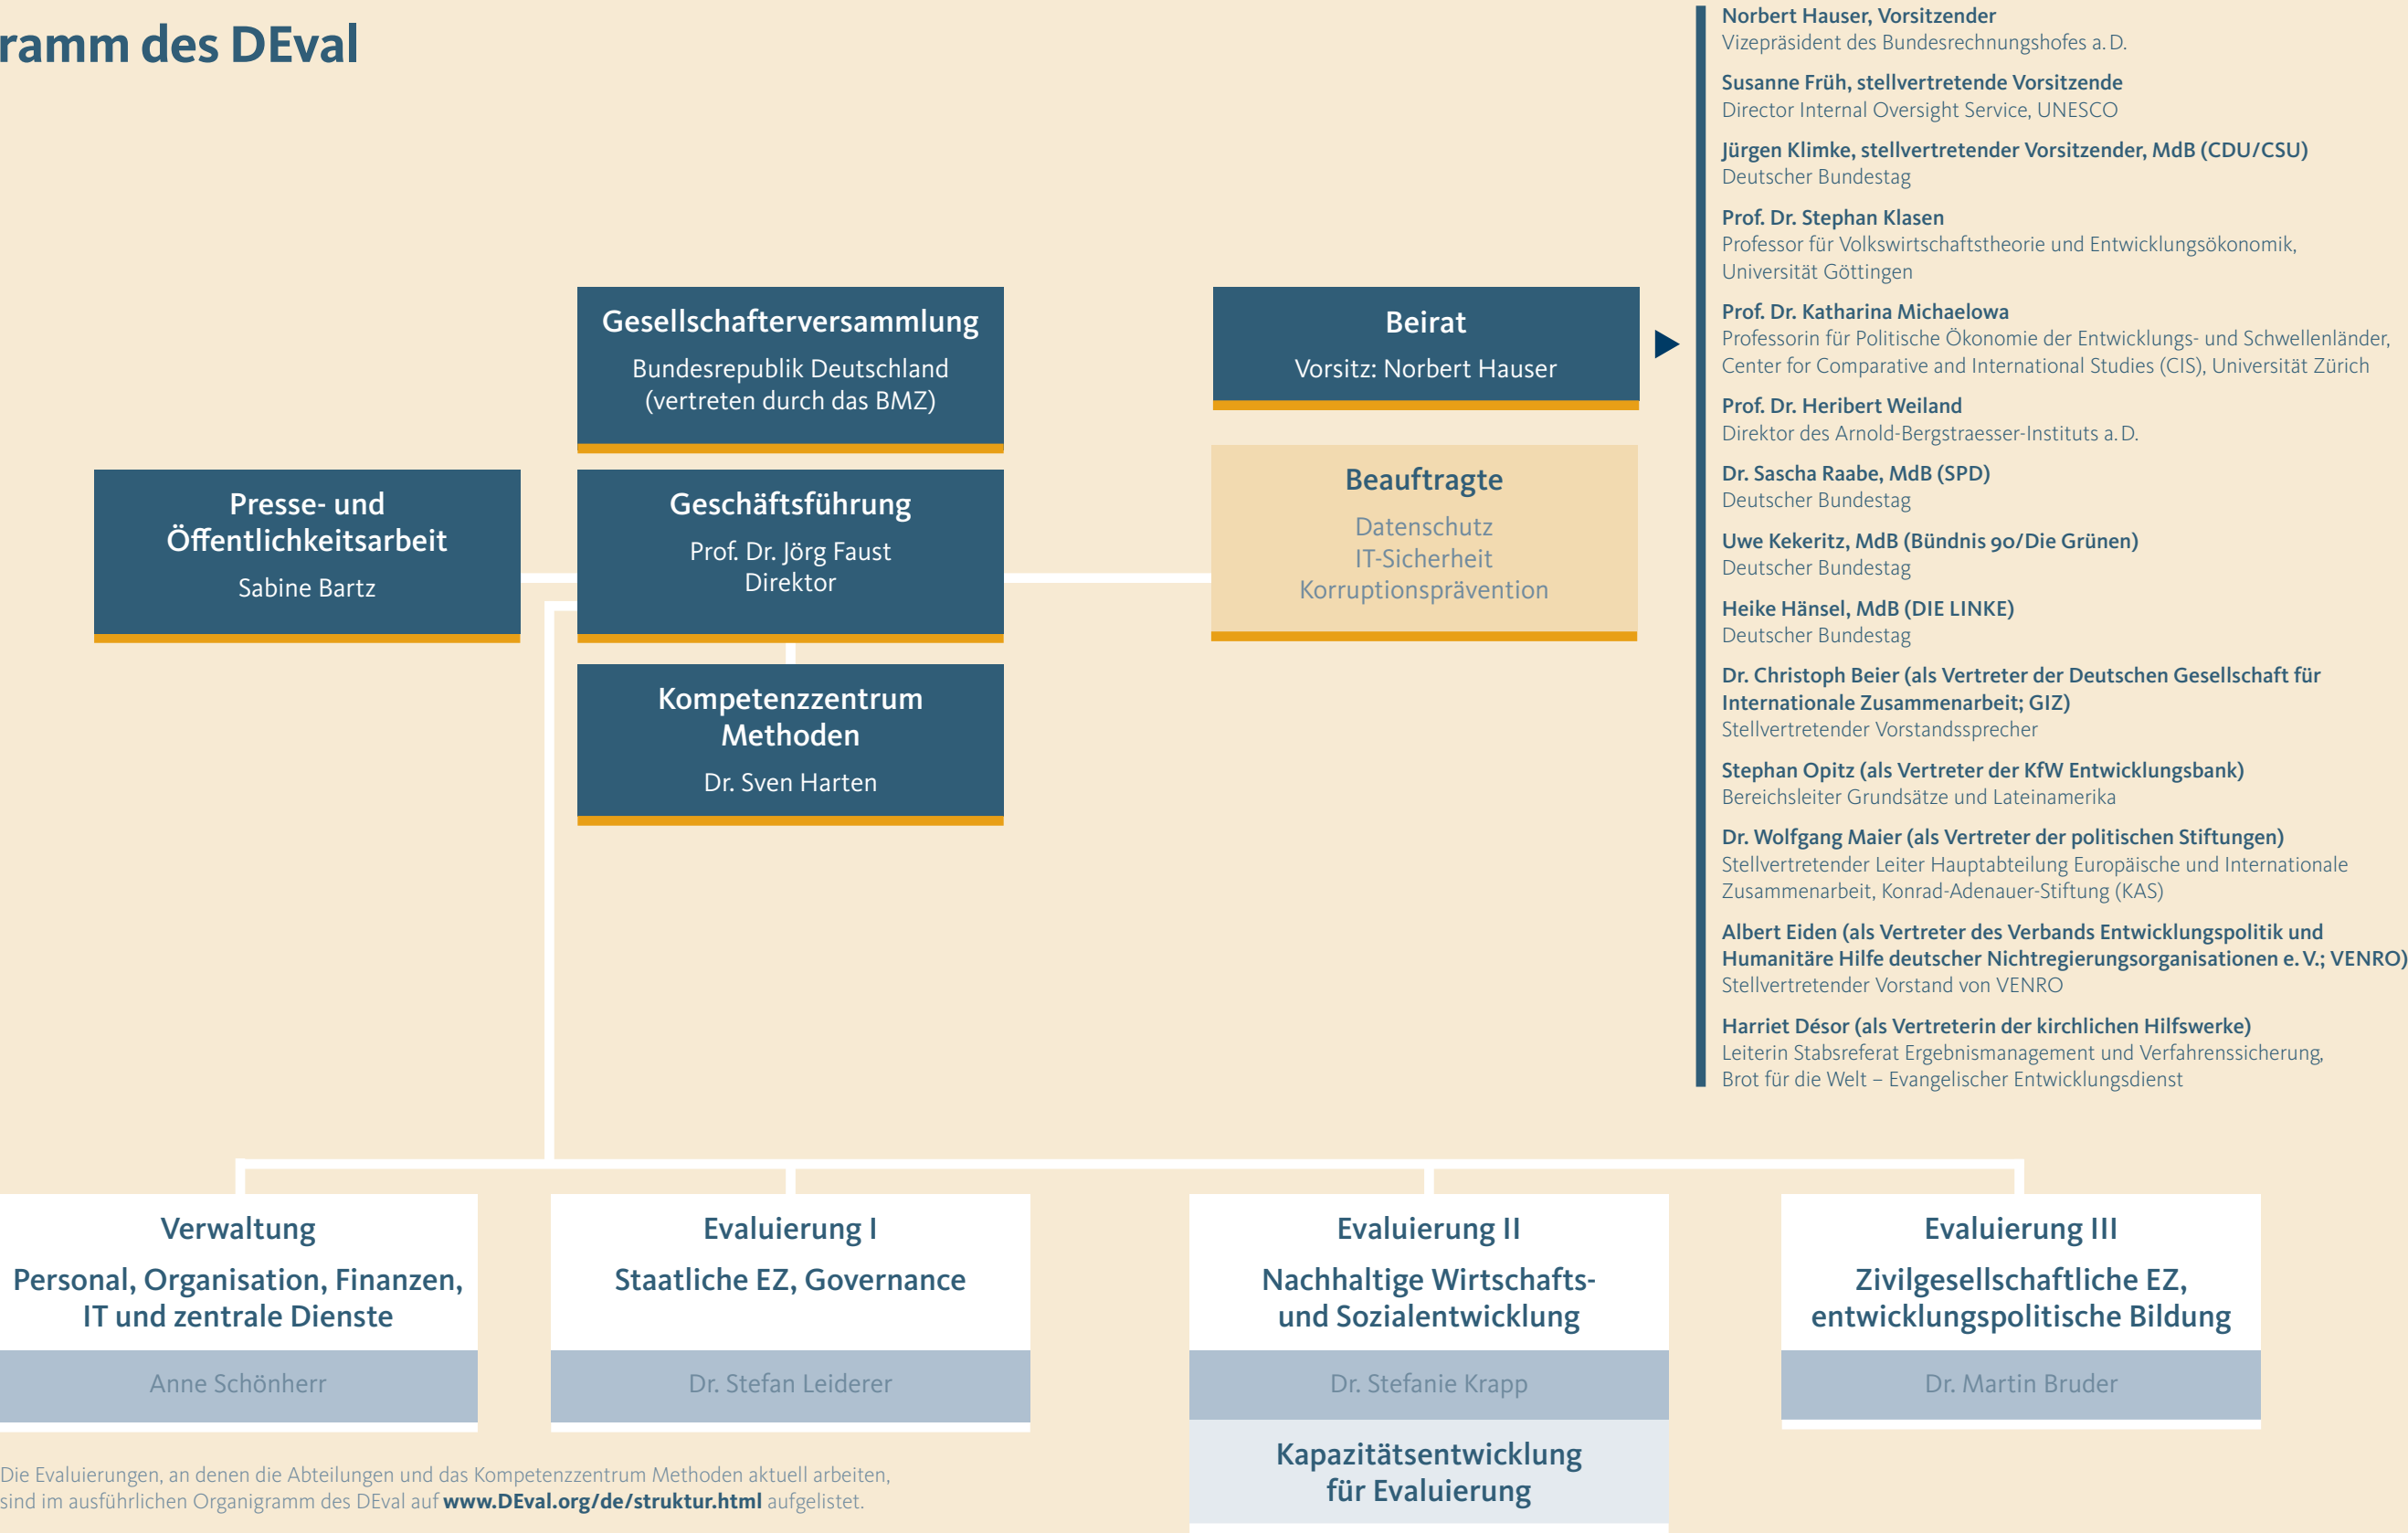 ramm des DEval
Norbert Hauser, Vorsitzender
Vizepräsident des Bundesrechnungshofes a. D.
Susanne Früh, stellvertretende Vorsitzende
Director Internal Oversight Service, UNESCO
Jürgen Klimke, stellvertretender Vorsitzender, MdB (CDU/CSU)
Deutscher Bundestag
Prof. Dr. Stephan Klasen
Professor für Volkswirtschaftstheorie und Entwicklungsökonomik,
Universität Göttingen
Prof. Dr. Katharina Michaelowa
Professorin für Politische Ökonomie der Entwicklungs- und Schwellenländer,
Center for Comparative and International Studies (CIS), Universität Zürich
Prof. Dr. Heribert Weiland
Direktor des Arnold-Bergstraesser-Instituts a. D.
Dr. Sascha Raabe, MdB (SPD)
Deutscher Bundestag
Uwe Kekeritz, MdB (Bündnis 90/Die Grünen)
Deutscher Bundestag
Heike Hänsel, MdB (DIE LINKE)
Deutscher Bundestag
Dr. Christoph Beier (als Vertreter der Deutschen Gesellschaft für
Internationale Zusammenarbeit; GIZ)
Stellvertretender Vorstandssprecher
Stephan Opitz (als Vertreter der KfW Entwicklungsbank)
Bereichsleiter Grundsätze und Lateinamerika
Dr. Wolfgang Maier (als Vertreter der politischen Stiftungen)
Stellvertretender Leiter Hauptabteilung Europäische und Internationale
Zusammenarbeit, Konrad-Adenauer-Stiftung (KAS)
Albert Eiden (als Vertreter des Verbands Entwicklungspolitik und
Humanitäre Hilfe deutscher Nichtregierungsorganisationen e. V.; VENRO)
Stellvertretender Vorstand von VENRO
Harriet Désor (als Vertreterin der kirchlichen Hilfswerke)
Leiterin Stabsreferat Ergebnismanagement und Verfahrenssicherung,
Brot für die Welt – Evangelischer Entwicklungsdienst
Gesellschafterversammlung
Bundesrepublik Deutschland
(vertreten durch das BMZ)
Beirat
Vorsitz: Norbert Hauser
Presse- und
Öffentlichkeitsarbeit
Sabine Bartz
Geschäftsführung
Prof. Dr. Jörg Faust
Direktor
Beauftragte
Datenschutz
IT-Sicherheit
Korruptionsprävention
Kompetenzzentrum
Methoden
Dr. Sven Harten
Verwaltung
Personal, Organisation, Finanzen,
IT und zentrale Dienste
Anne Schönherr
Evaluierung I
Staatliche EZ, Governance
Dr. Stefan Leiderer
Evaluierung II
Nachhaltige Wirtschafts-
und Sozialentwicklung
Dr. Stefanie Krapp
Kapazitätsentwicklung
für Evaluierung
Evaluierung III
Zivilgesellschaftliche EZ,
entwicklungspolitische Bildung
Dr. Martin Bruder
Die Evaluierungen, an denen die Abteilungen und das Kompetenzzentrum Methoden aktuell arbeiten,
sind im ausführlichen Organigramm des DEval auf www.DEval.org/de/struktur.html aufgelistet.